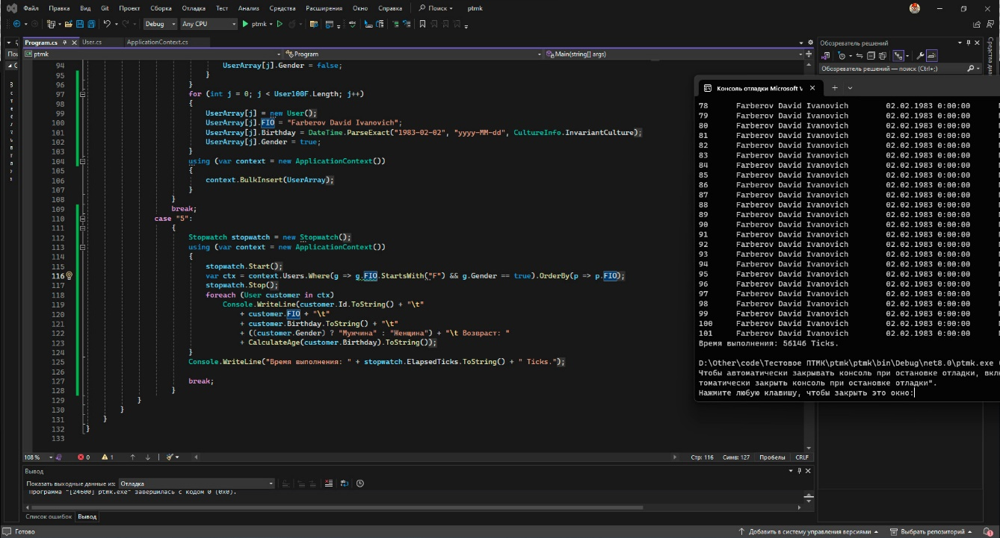 Файл Правка Вид Git Проект Сборка Отладка Тест Анализ Средства Расширения Окно Справка Поиск ptmk
Debug Any CPU ptmk
Program.cs User.cs ApplicationContext.cs
ptmk Program Main(string[] args)
94 UserArray[j].Gender = false;
95 }
96 }
97 for (int j = 0; j < User100F.Length; j++)
98 {
99 UserArray[j] = new User();
100 UserArray[j].FIO = "Farberov David Ivanovich";
101 UserArray[j].Birthday = DateTime.ParseExact("1983-02-02", "yyyy-MM-dd", CultureInfo.InvariantCulture);
102 UserArray[j].Gender = true;
103 }
104 using (var context = new ApplicationContext())
105 {
106 context.BulkInsert(UserArray);
107 }
108 }
109 break;
110 case "5":
111 {
112 Stopwatch stopwatch = new Stopwatch();
113 using (var context = new ApplicationContext())
114 {
115 stopwatch.Start();
116 var ctx = context.Users.Where(g => g.FIO.StartsWith("F") && g.Gender == true).OrderBy(p => p.FIO);
117 stopwatch.Stop();
118 foreach (User customer in ctx)
119 Console.WriteLine(customer.Id.ToString() + "\t"
120 + customer.FIO + "\t"
121 + customer.Birthday.ToString() + "\t"
122 + ((customer.Gender) ? "Мужчина" : "Женщина") + "\t Возраст: "
123 + CalculateAge(customer.Birthday).ToString());
124 }
125 Console.WriteLine("Время выполнения: " + stopwatch.ElapsedTicks.ToString() + " Ticks.");
126
127 break;
128 }
129 }
130 }
131 }
132 }
133
108 % 0 1 Стр: 116 Симв: 127 Пробелы CRLF
Вывод
Показать выходные данные из: Отладка
Программа "[24600] ptmk.exe" завершилась с кодом 0 (0x0).
Список ошибок Вывод
Готово Добавить в систему управления версиями Выбрать репозиторий 1
Обозреватель решений
Обозреватель решений — поиск (Ctrl+;)
Консоль отладки Microsoft V
78 Farberov David Ivanovich 02.02.1983 0:00:00
79 Farberov David Ivanovich 02.02.1983 0:00:00
80 Farberov David Ivanovich 02.02.1983 0:00:00
81 Farberov David Ivanovich 02.02.1983 0:00:00
82 Farberov David Ivanovich 02.02.1983 0:00:00
83 Farberov David Ivanovich 02.02.1983 0:00:00
84 Farberov David Ivanovich 02.02.1983 0:00:00
85 Farberov David Ivanovich 02.02.1983 0:00:00
86 Farberov David Ivanovich 02.02.1983 0:00:00
87 Farberov David Ivanovich 02.02.1983 0:00:00
88 Farberov David Ivanovich 02.02.1983 0:00:00
89 Farberov David Ivanovich 02.02.1983 0:00:00
90 Farberov David Ivanovich 02.02.1983 0:00:00
91 Farberov David Ivanovich 02.02.1983 0:00:00
92 Farberov David Ivanovich 02.02.1983 0:00:00
93 Farberov David Ivanovich 02.02.1983 0:00:00
94 Farberov David Ivanovich 02.02.1983 0:00:00
95 Farberov David Ivanovich 02.02.1983 0:00:00
96 Farberov David Ivanovich 02.02.1983 0:00:00
97 Farberov David Ivanovich 02.02.1983 0:00:00
98 Farberov David Ivanovich 02.02.1983 0:00:00
99 Farberov David Ivanovich 02.02.1983 0:00:00
100 Farberov David Ivanovich 02.02.1983 0:00:00
101 Farberov David Ivanovich 02.02.1983 0:00:00
Время выполнения: 56146 Ticks.
D:\Other\code\Тестовое ПТМК\ptmk\ptmk\bin\Debug\net8.0\ptmk.exe (
Чтобы автоматически закрывать консоль при остановке отладки, вкл
томатически закрыть консоль при остановке отладки".
Нажмите любую клавишу, чтобы закрыть это окно: